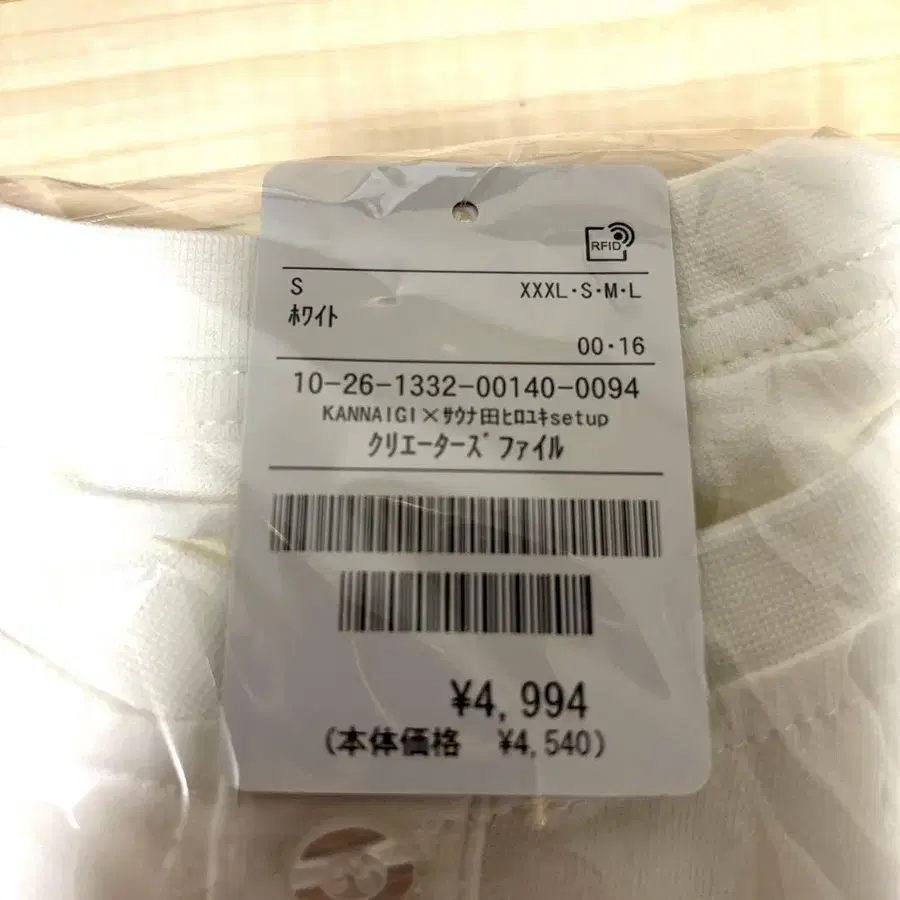 RFID
S XXXL・S・M・L
ﾎﾜｲﾄ
00・16
10-26-1332-00140-0094
KANNAIGI×ｻｳﾅ田ﾋﾛﾕｷsetup
ｸﾘｴｰﾀｰｽﾞﾌｧｲﾙ
¥4,994
(本体価格 ¥4,540)